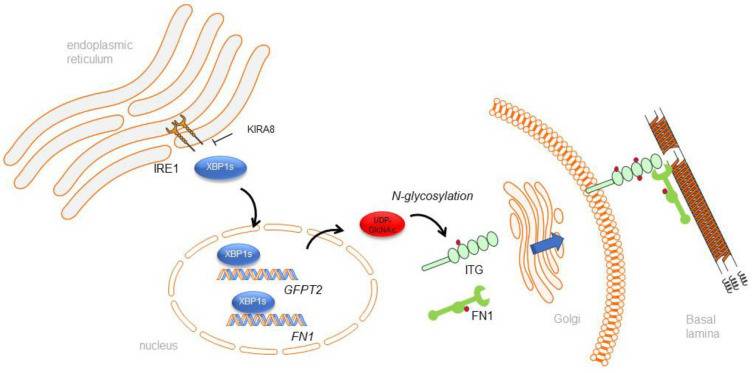 endoplasmic
reticulum
KIRA8
IRE1
XBP1s
N-glycosylation
UDP-
GlcNAc
XBP1s
GFPT2
ITG
XBP1s
FN1
FN1
Golgi
Basal
lamina
nucleus